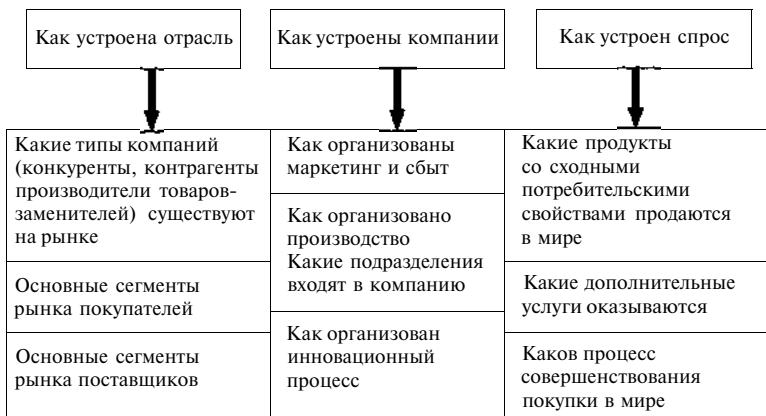 Как устроена отрасль
Как устроены компании
Как устроен спрос
Какие типы компаний
(конкуренты, контрагенты
производители товаров-
заменителей) существуют
на рынке
Основные сегменты
рынка покупателей
Основные сегменты
рынка поставщиков
Как организованы
маркетинг и сбыт
Как организовано
производство
Какие подразделения
входят в компанию
Как организован
инновационный
процесс
Какие продукты
со сходными
потребительскими
свойствами продаются
в мире
Какие дополнительные
услуги оказываются
Каков процесс
совершенствования
покупки в мире